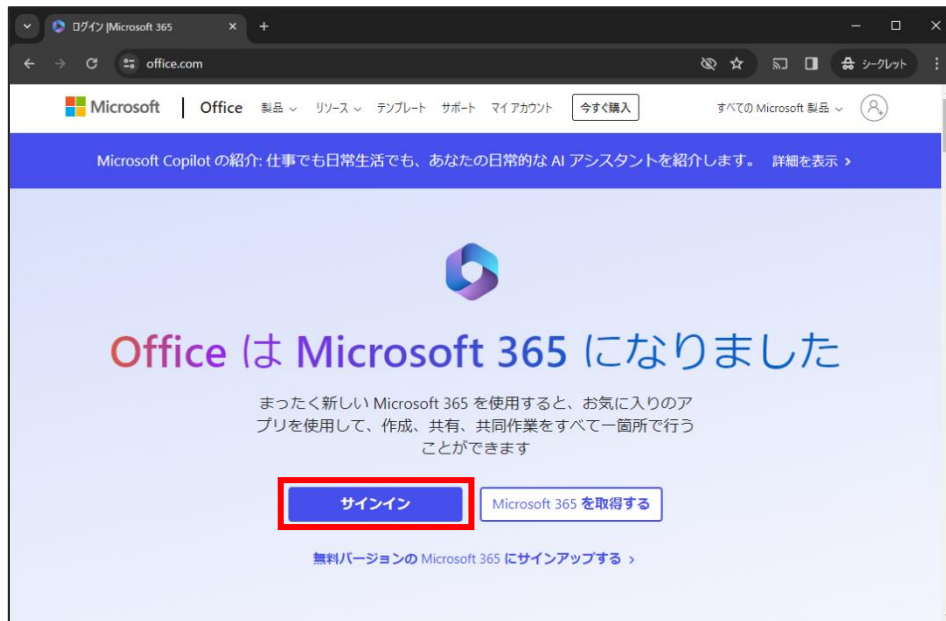 ログイン |Microsoft 365
office.com
シークレット
Microsoft | Office 製品 リソース テンプレート サポート マイ アカウント 今すぐ購入 すべての Microsoft 製品
Microsoft Copilot の紹介: 仕事でも日常生活でも、あなたの日常的な AI アシスタントを紹介します。 詳細を表示 >
Office は Microsoft 365 になりました
まったく新しい Microsoft 365 を使用すると、お気に入りのア
プリを使用して、作成、共有、共同作業をすべて一箇所で行う
ことができます
サインイン Microsoft 365 を取得する
無料バージョンの Microsoft 365 にサインアップする >